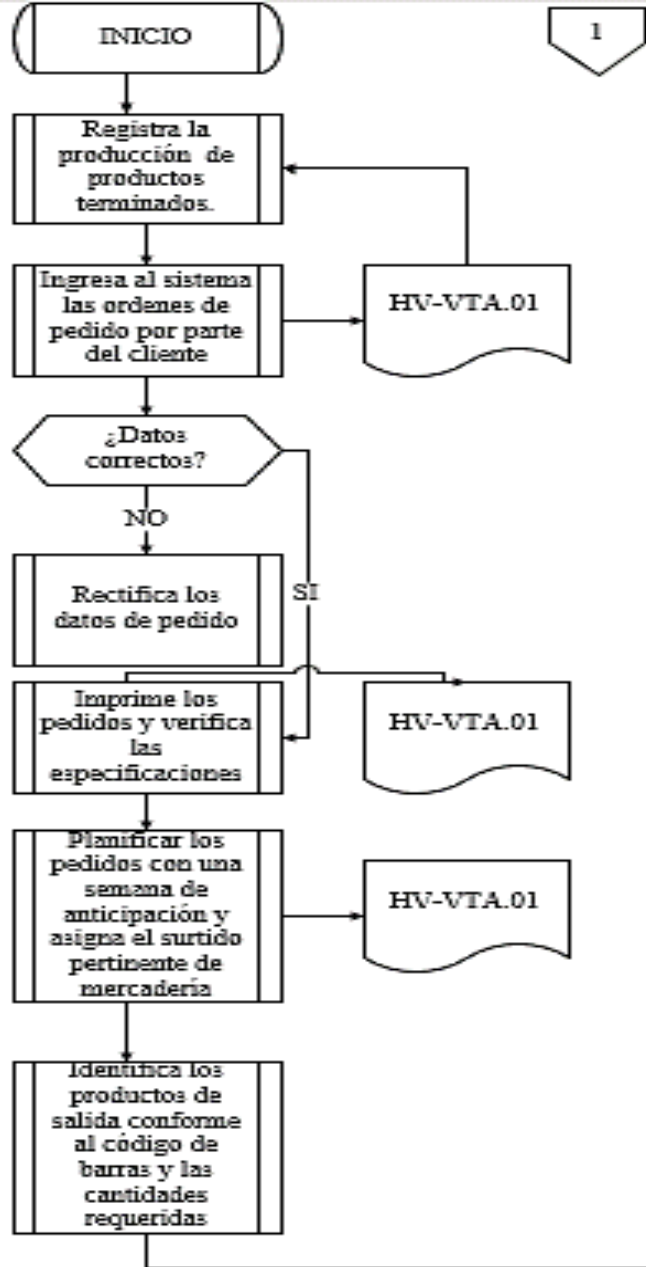 INICIO
1
Registra la
producción de
productos
terminados.
Ingresa al sistema
las ordenes de
pedido por parte
del cliente
HV-VTA.01
¿Datos
correctos?
NO
SI
Rectifica los
datos de pedido
Imprime los
pedidos y verifica
las
especificaciones
HV-VTA.01
Planificar los
pedidos con una
semana de
anticipación y
asigna el surtido
pertinente de
mercadería
HV-VTA.01
Identifica los
productos de
salida conforme
al código de
barras y las
cantidades
requeridas